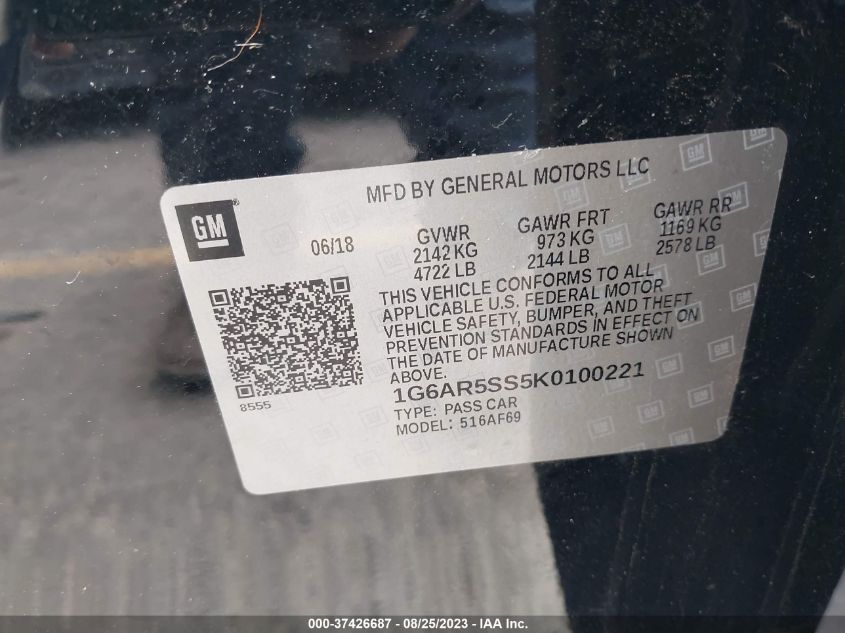 MFD BY GENERAL MOTORS LLC
GM
06/18
GVWR
2142 KG
4722 LB
GAWR FRT
973 KG
2144 LB
GAWR RR
1169 KG
2578 LB
THIS VEHICLE CONFORMS TO ALL
APPLICABLE U.S. FEDERAL MOTOR
VEHICLE SAFETY, BUMPER, AND THEFT
PREVENTION STANDARDS IN EFFECT ON
THE DATE OF MANUFACTURE SHOWN
ABOVE.
8555
1G6AR5SS5K0100221
TYPE: PASS CAR
MODEL: 516AF69
000-37426687 - 08/25/2023 - IAA Inc.